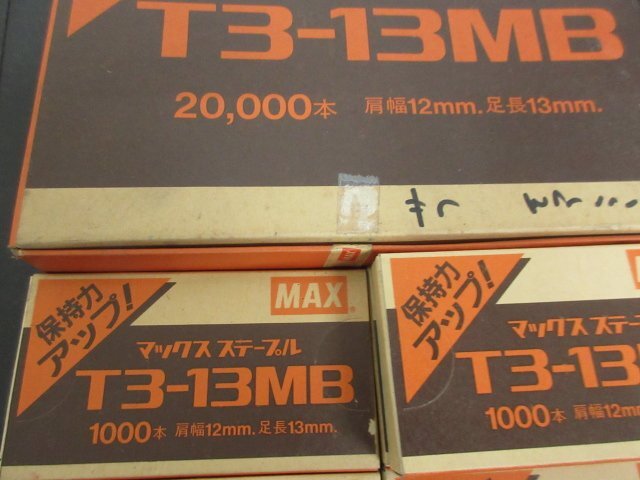 T3-13MB
20,000本 肩幅12mm. 足長13mm.
保持力
アップ!
MAX
マックス ステープル
T3-13MB
1000本 肩幅12mm. 足長13mm.
保持力
アップ!
マックス ステー
T3-13
1000本 肩幅12mm